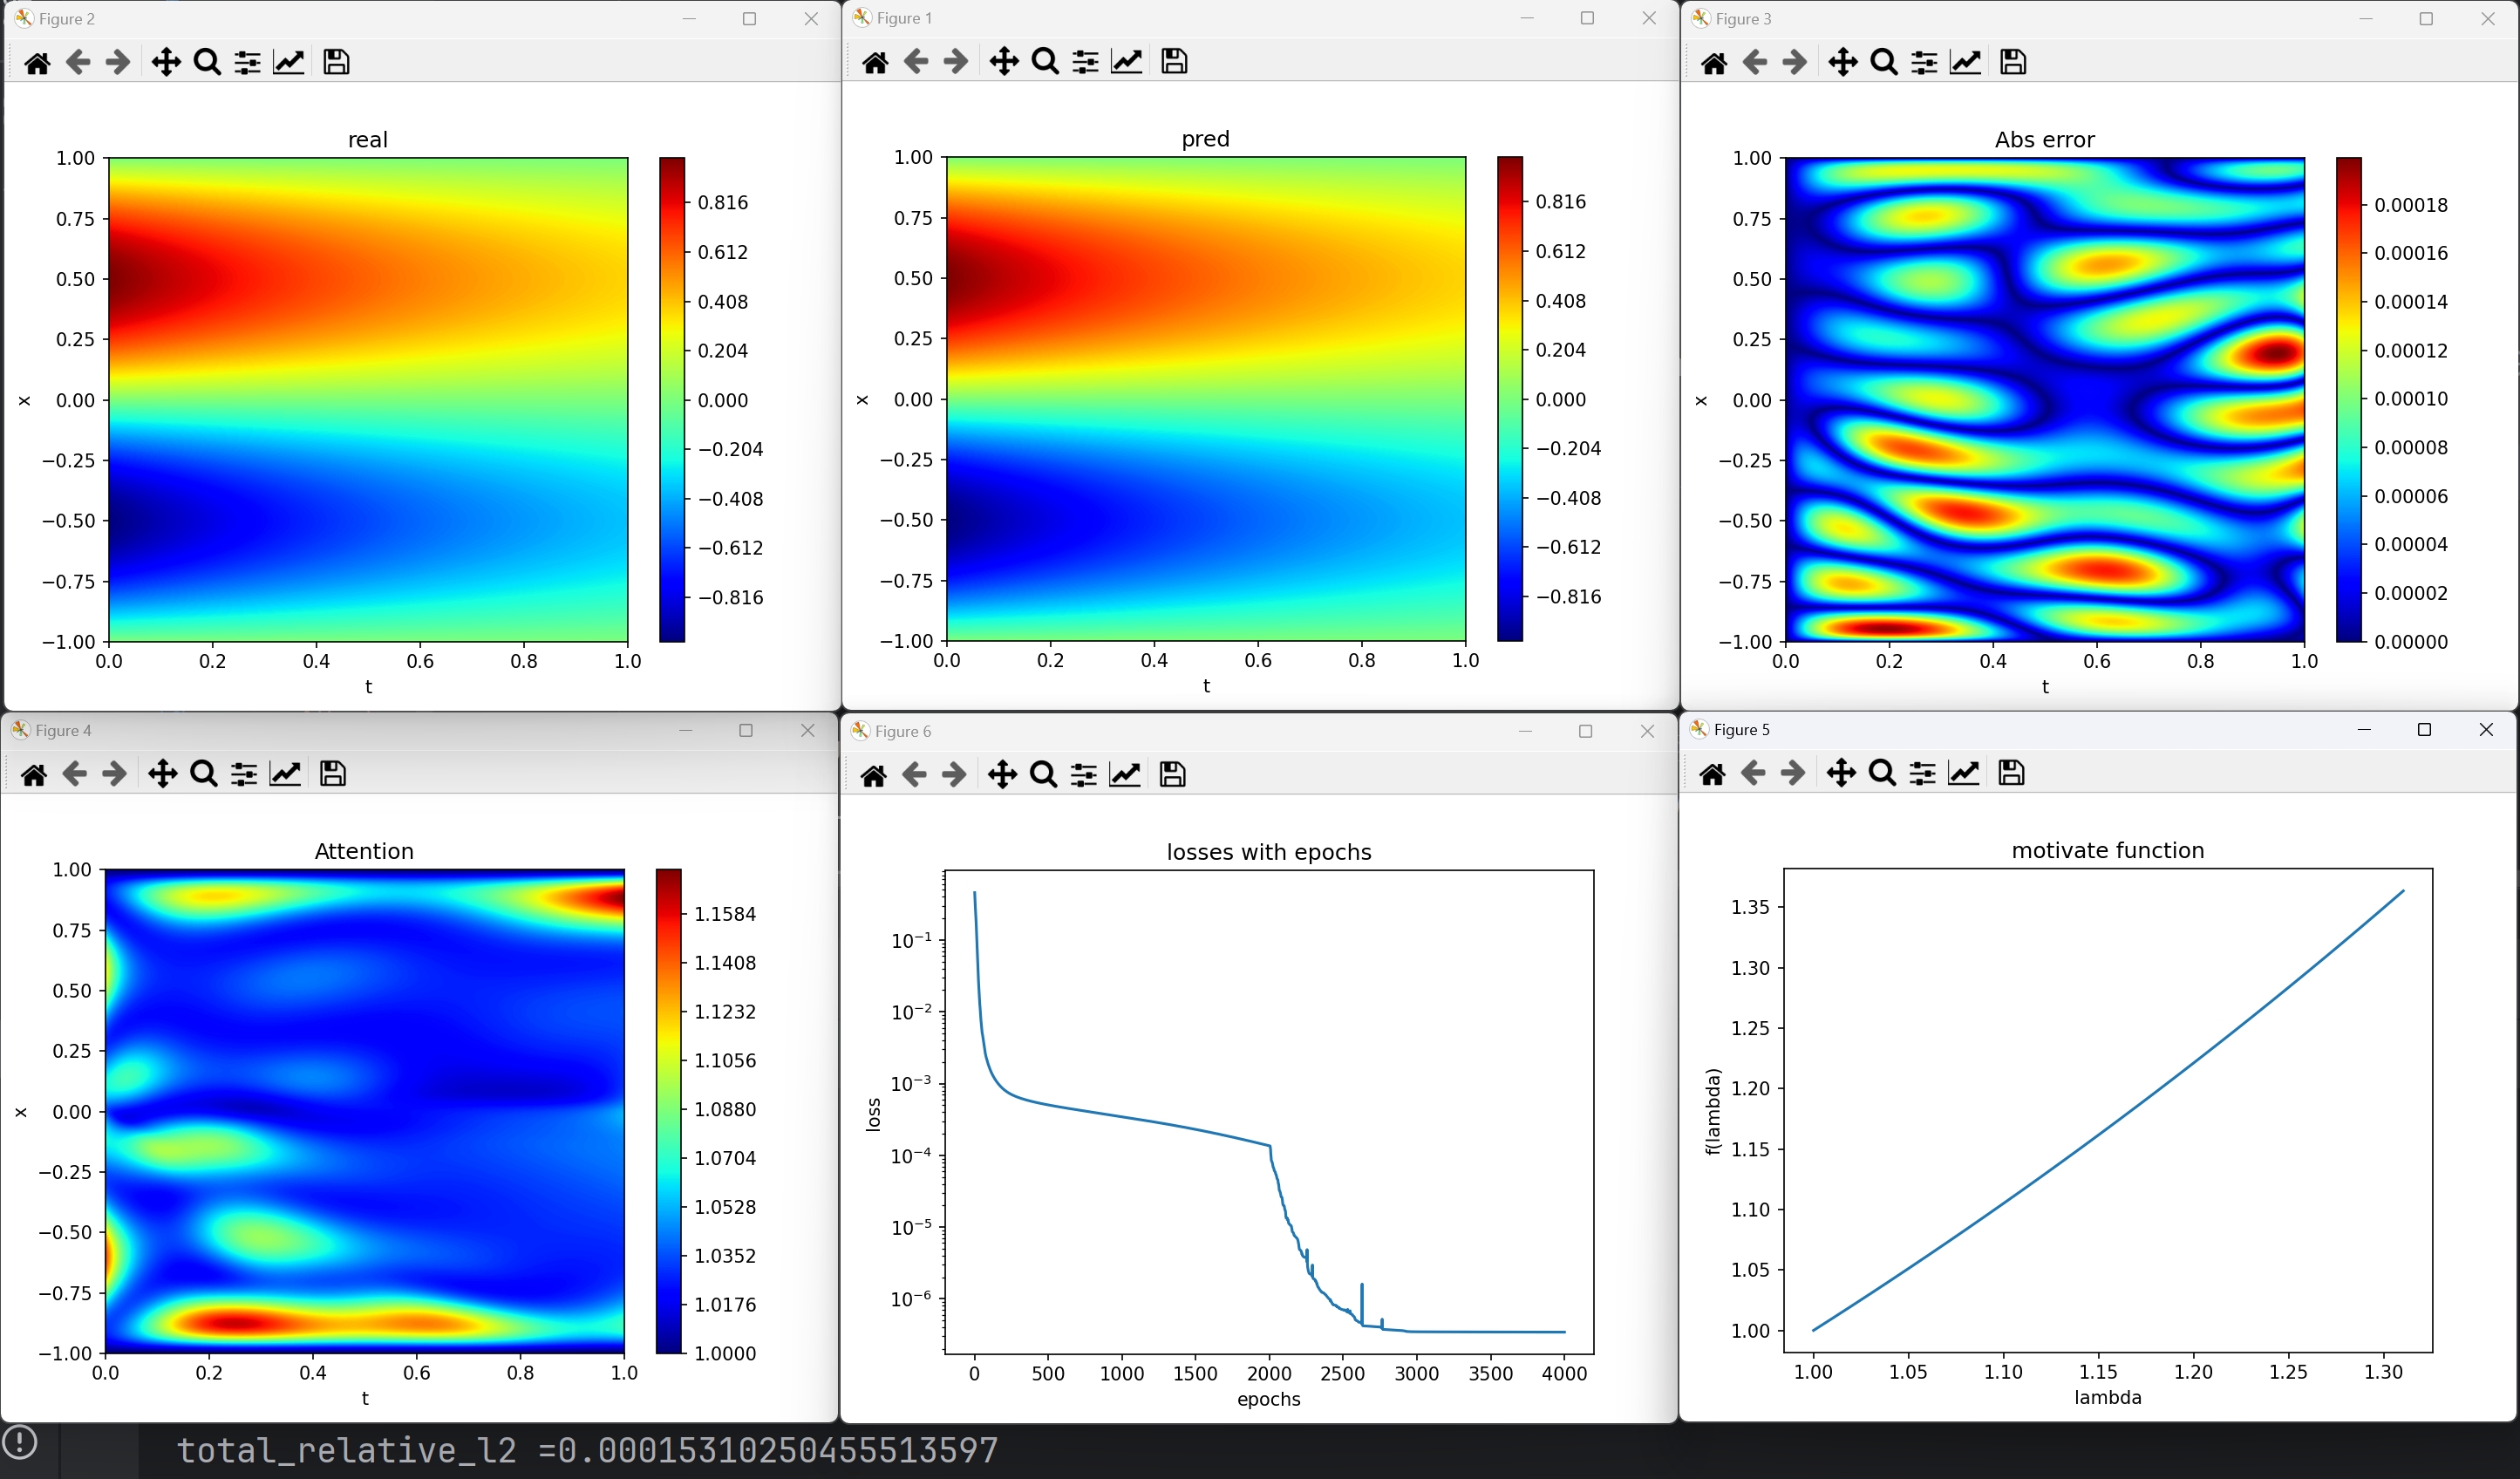 Figure 2
real
1.00
0.75
0.50
0.25
0.00
−0.25
−0.50
−0.75
−1.00
x
0.0 0.2 0.4 0.6 0.8 1.0
t
0.816
0.612
0.408
0.204
0.000
−0.204
−0.408
−0.612
−0.816
Figure 1
pred
1.00
0.75
0.50
0.25
0.00
−0.25
−0.50
−0.75
−1.00
x
0.0 0.2 0.4 0.6 0.8 1.0
t
0.816
0.612
0.408
0.204
0.000
−0.204
−0.408
−0.612
−0.816
Figure 3
Abs error
1.00
0.75
0.50
0.25
0.00
−0.25
−0.50
−0.75
−1.00
x
0.0 0.2 0.4 0.6 0.8 1.0
t
0.00018
0.00016
0.00014
0.00012
0.00010
0.00008
0.00006
0.00004
0.00002
0.00000
Figure 4
Attention
1.00
0.75
0.50
0.25
0.00
−0.25
−0.50
−0.75
−1.00
x
0.0 0.2 0.4 0.6 0.8 1.0
t
1.1584
1.1408
1.1232
1.1056
1.0880
1.0704
1.0528
1.0352
1.0176
1.0000
Figure 6
losses with epochs
10⁻¹
10⁻²
10⁻³
10⁻⁴
10⁻⁵
10⁻⁶
loss
0 500 1000 1500 2000 2500 3000 3500 4000
epochs
Figure 5
motivate function
1.35
1.30
1.25
1.20
1.15
1.10
1.05
1.00
f(lambda)
1.00 1.05 1.10 1.15 1.20 1.25 1.30
lambda
total_relative_l2 =0.00015310250455513597